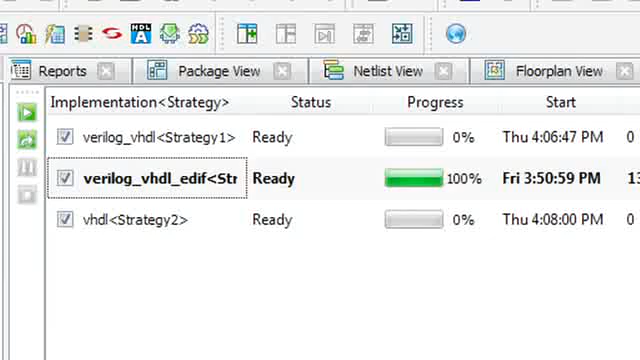 HDL A
Reports Package View Netlist View Floorplan View
Implementation<Strategy> Status Progress Start
verilog_vhdl<Strategy1> Ready 0% Thu 4:06:47 PM 0
verilog_vhdl_edif<Str Ready 100% Fri 3:50:59 PM 13
vhdl<Strategy2> Ready 0% Thu 4:08:00 PM 0